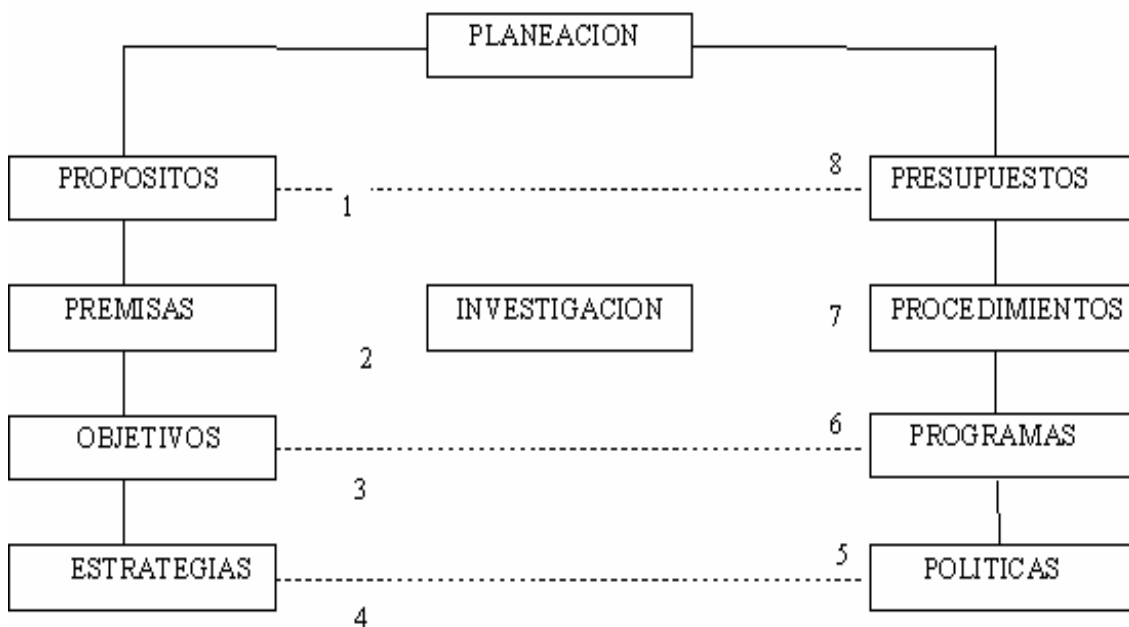 PLANEACION
PROPOSITOS
1
8
PRESUPUESTOS
PREMISAS
2
INVESTIGACION
7
PROCEDIMIENTOS
OBJETIVOS
3
6
PROGRAMAS
ESTRATEGIAS
4
5
POLITICAS